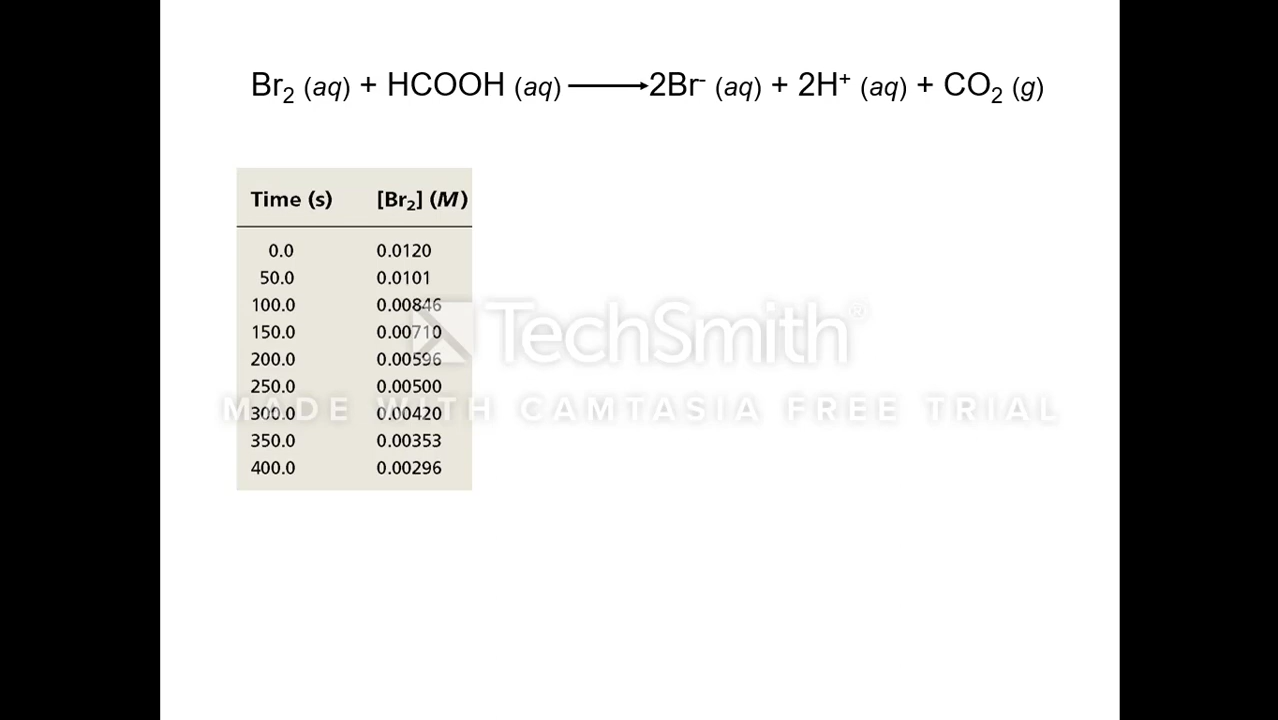 Br₂ (aq) + HCOOH (aq) ⟶ 2Br⁻ (aq) + 2H⁺ (aq) + CO₂ (g)
Time (s) [Br₂] (M)
0.0 0.0120
50.0 0.0101
100.0 0.00846
150.0 0.00710
200.0 0.00596
250.0 0.00500
300.0 0.00420
350.0 0.00353
400.0 0.00296
TechSmith®
MADE WITH CAMTASIA FREE TRIAL